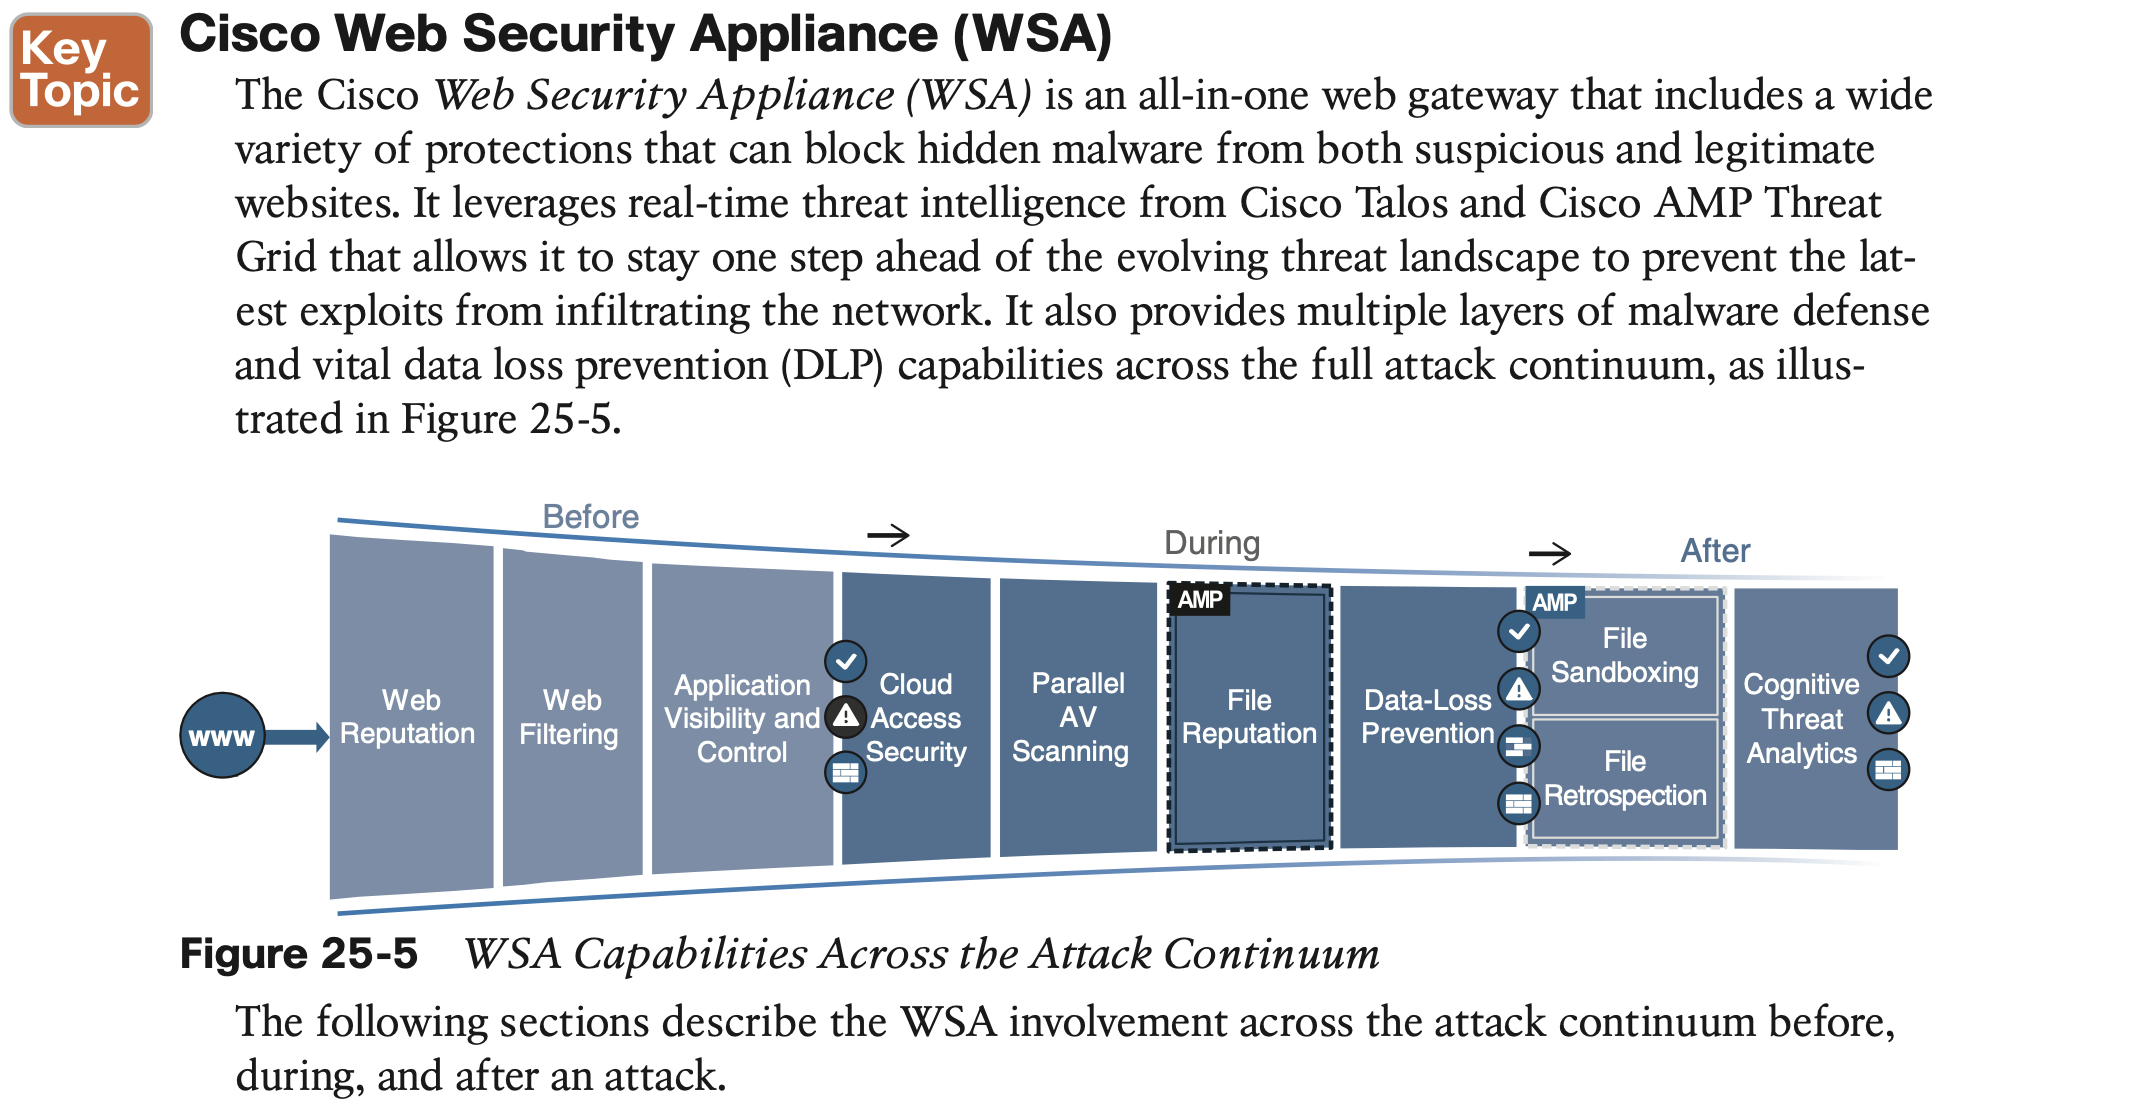 Key
Topic
Cisco Web Security Appliance (WSA)
The Cisco Web Security Appliance (WSA) is an all-in-one web gateway that includes a wide
variety of protections that can block hidden malware from both suspicious and legitimate
websites. It leverages real-time threat intelligence from Cisco Talos and Cisco AMP Threat
Grid that allows it to stay one step ahead of the evolving threat landscape to prevent the lat-
est exploits from infiltrating the network. It also provides multiple layers of malware defense
and vital data loss prevention (DLP) capabilities across the full attack continuum, as illus-
trated in Figure 25-5.
Before
During
After
www
Web
Reputation
Web
Filtering
Application
Visibility and
Control
Cloud
Access
Security
Parallel
AV
Scanning
AMP
File
Reputation
Data-Loss
Prevention
AMP
File
Sandboxing
File
Retrospection
Cognitive
Threat
Analytics
Figure 25-5 WSA Capabilities Across the Attack Continuum
The following sections describe the WSA involvement across the attack continuum before,
during, and after an attack.